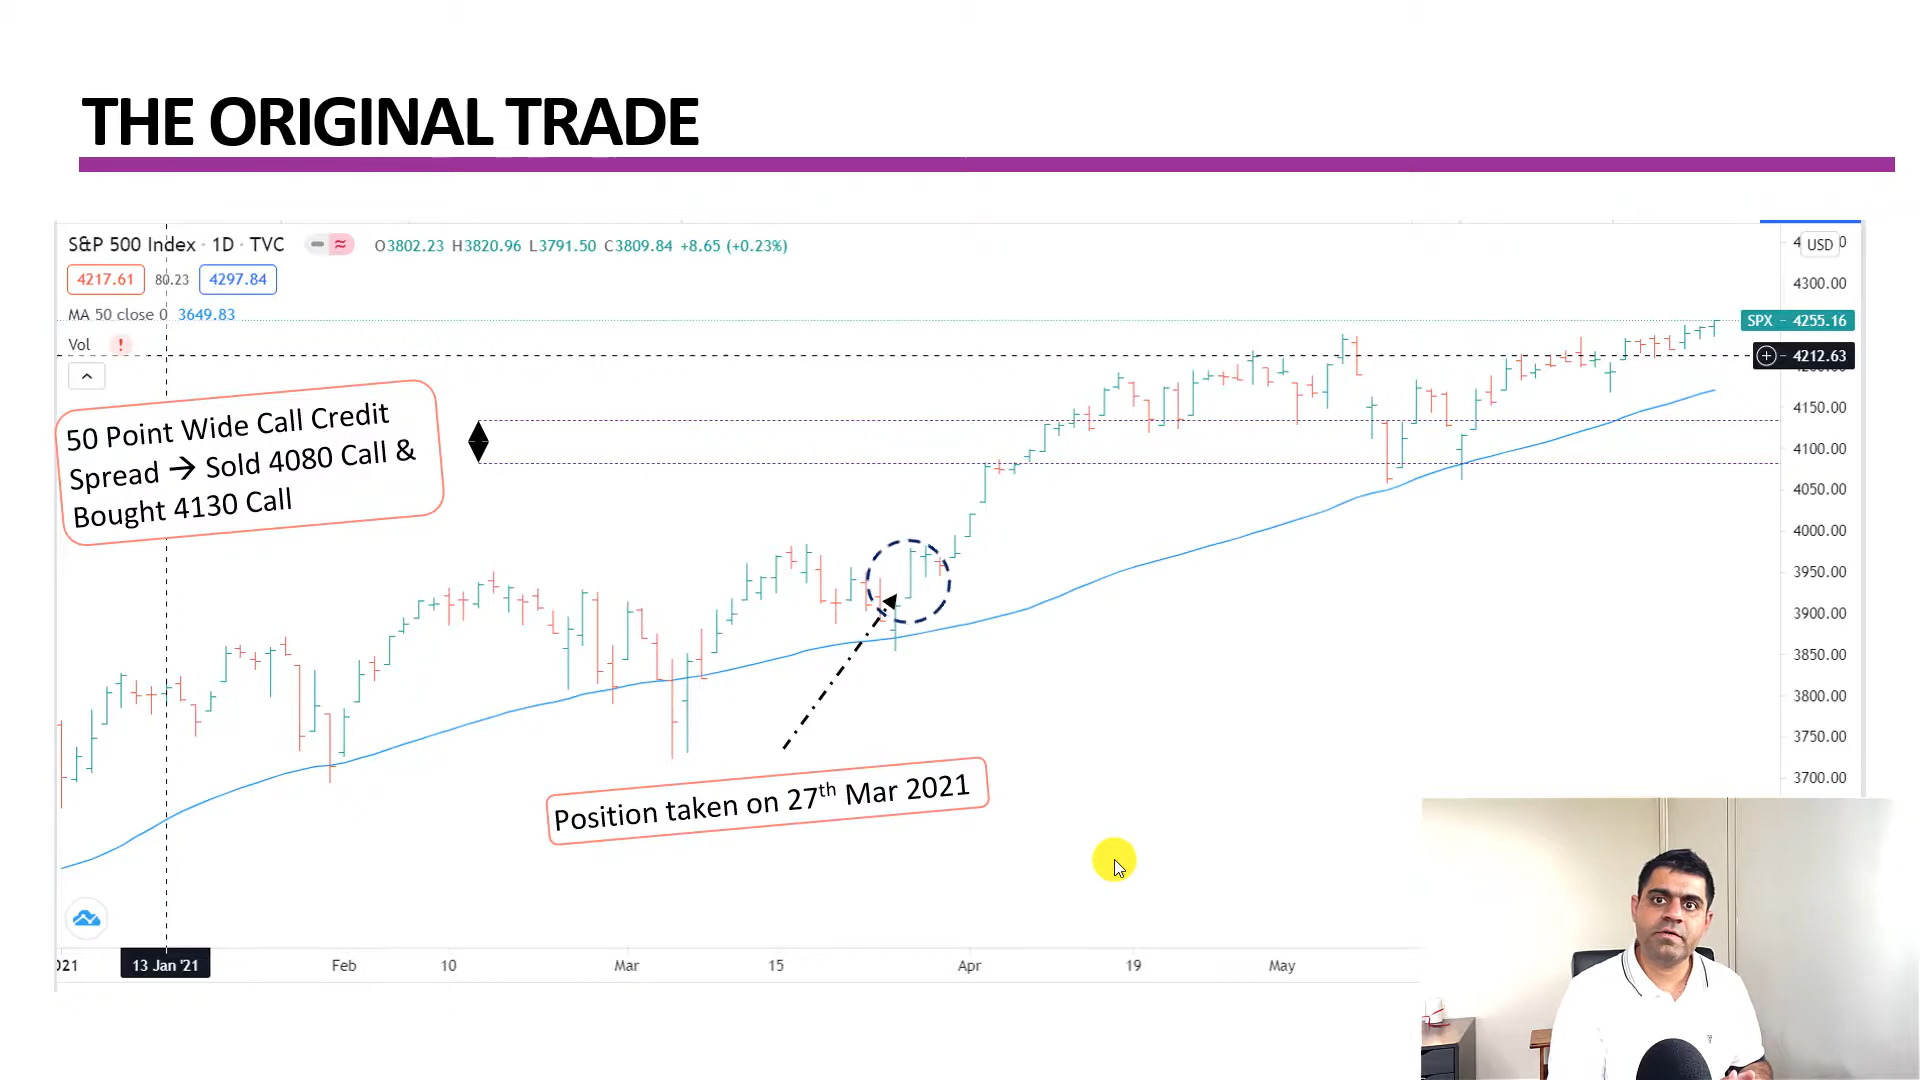 THE ORIGINAL TRADE
S&P 500 Index · 1D · TVC O3802.23 H3820.96 L3791.50 C3809.84 +8.65 (+0.23%)
USD
4217.61 80.23 4297.84
4300.00
MA 50 close 0 3649.83
SPX 4255.16
Vol !
4212.63
50 Point Wide Call Credit
Spread → Sold 4080 Call &
Bought 4130 Call
4150.00
4100.00
4050.00
4000.00
3950.00
3900.00
3850.00
3800.00
3750.00
3700.00
Position taken on 27th Mar 2021
021 13 Jan '21 Feb 10 Mar 15 Apr 19 May